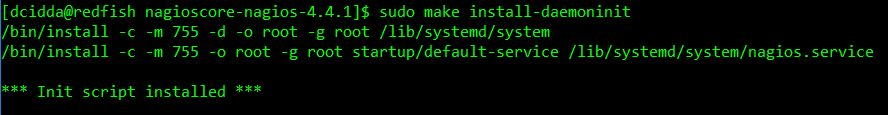 [dcidda@redfish nagioscore-nagios-4.4.1]$ sudo make install-daemoninit
/bin/install -c -m 755 -d -o root -g root /lib/systemd/system
/bin/install -c -m 755 -o root -g root startup/default-service /lib/systemd/system/nagios.service
*** Init script installed ***